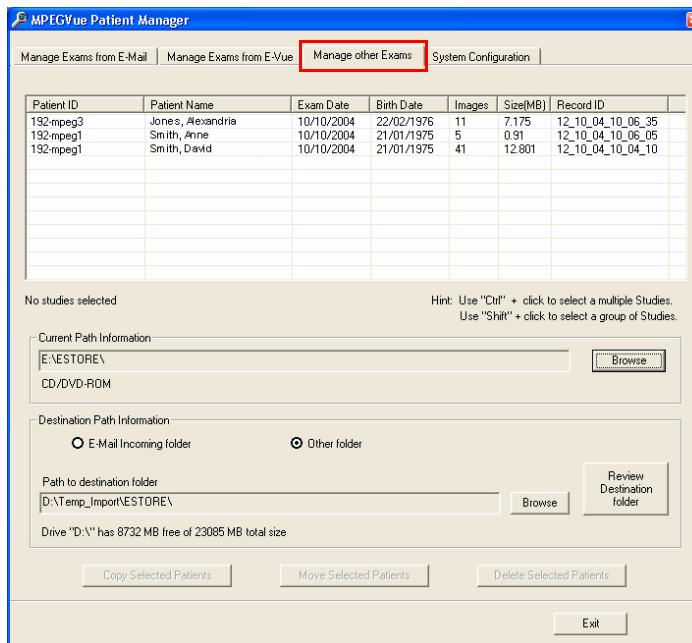 MPEGVue Patient Manager
Manage Exams from E-Mail Manage Exams from E-Vue Manage other Exams System Configuration
Patient ID Patient Name Exam Date Birth Date Images Size(MB) Record ID
192-mpeg3 Jones, Alexandria 10/10/2004 22/02/1976 11 7.175 12_10_04_10_06_35
192-mpeg1 Smith, Anne 10/10/2004 21/01/1975 5 0.91 12_10_04_10_06_05
192-mpeg1 Smith, David 10/10/2004 21/01/1975 41 12.801 12_10_04_10_04_10
No studies selected Hint: Use "Ctrl" + click to select a multiple Studies.
Use "Shift" + click to select a group of Studies.
Current Path Information
E:\ESTORE\ Browse
CD/DVD-ROM
Destination Path Information
E-Mail Incoming folder Other folder
Path to destination folder
D:\Temp_Import\ESTORE\ Browse
Review
Destination
folder
Drive "D:\" has 8732 MB free of 23085 MB total size
Copy Selected Patients Move Selected Patients Delete Selected Patients
Exit